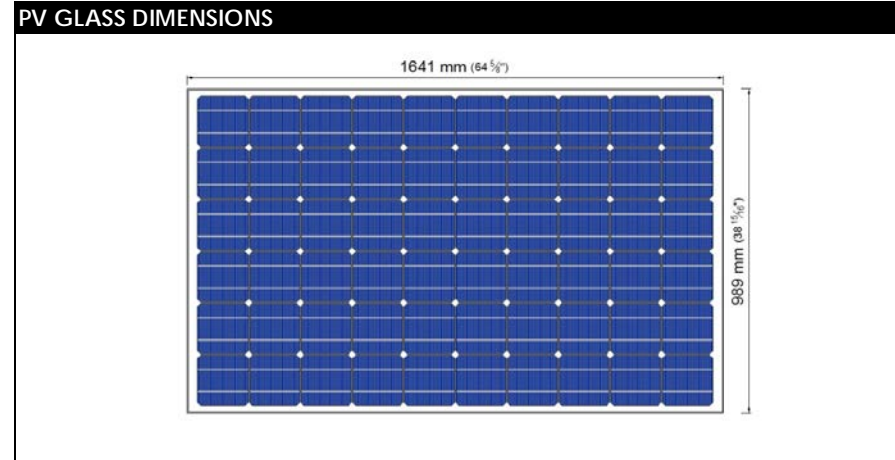 PV GLASS DIMENSIONS
1641 mm (64 ⅝")
989 mm (38 15/16")